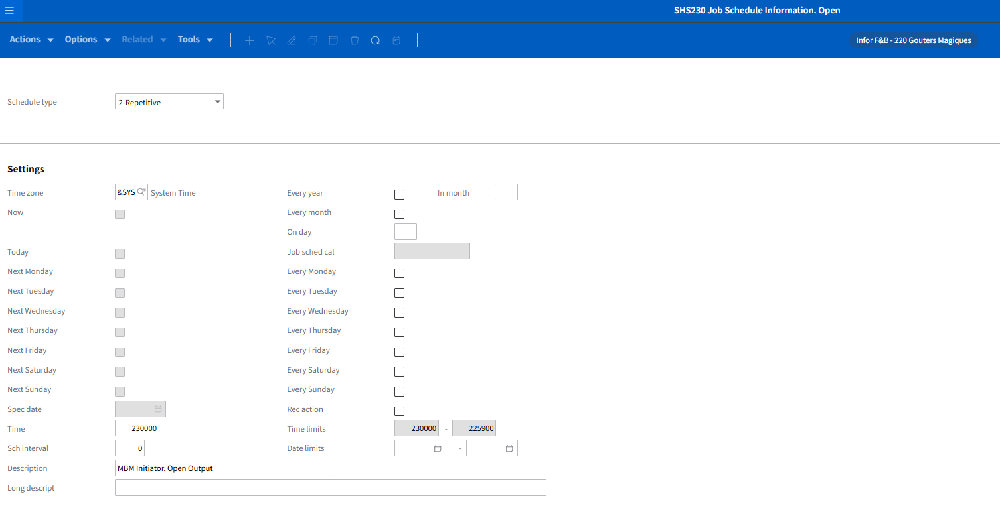 SHS230 Job Schedule Information. Open
Actions Options Related Tools Infor F&B - 220 Gouters Magiques
Schedule type 2-Repetitive
Settings
Time zone &SYS System Time Every year In month
Now Every month
On day
Today Job sched cal
Next Monday Every Monday
Next Tuesday Every Tuesday
Next Wednesday Every Wednesday
Next Thursday Every Thursday
Next Friday Every Friday
Next Saturday Every Saturday
Next Sunday Every Sunday
Spec date Rec action
Time 230000 Time limits 230000 - 225900
Sch interval 0 Date limits -
Description MBM Initiator. Open Output
Long descript